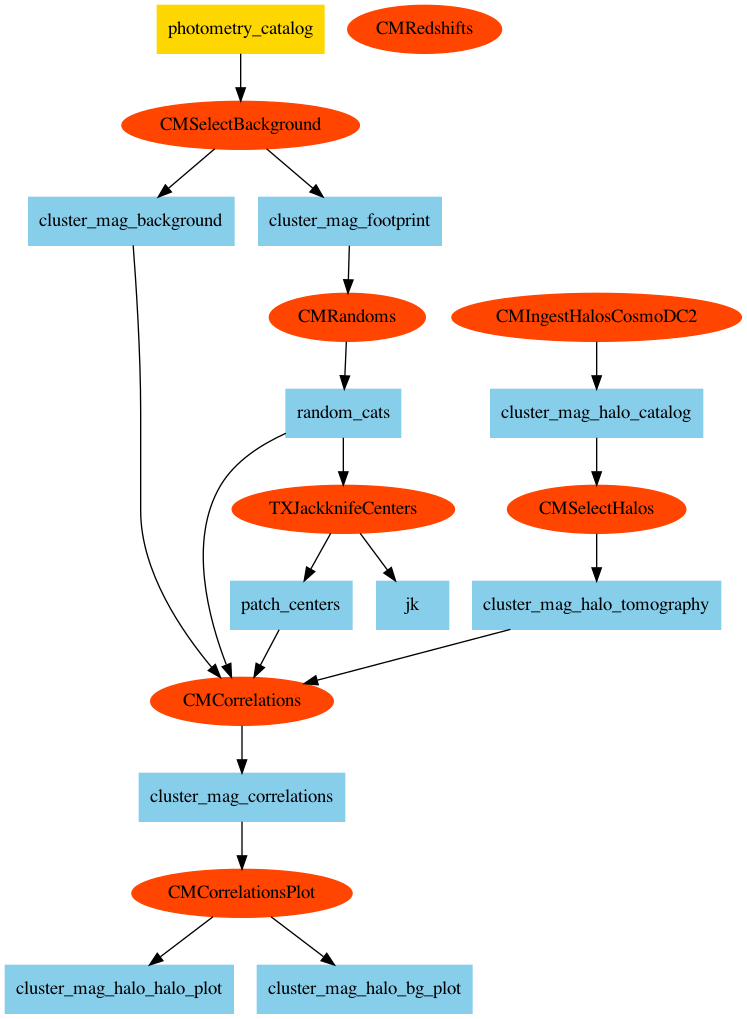 photometry_catalog
CMRedshifts
CMSelectBackground
cluster_mag_background
cluster_mag_footprint
CMRandoms
CMIngestHalosCosmoDC2
random_cats
cluster_mag_halo_catalog
TXJackknifeCenters
CMSelectHalos
patch_centers
jk
cluster_mag_halo_tomography
CMCorrelations
cluster_mag_correlations
CMCorrelationsPlot
cluster_mag_halo_halo_plot
cluster_mag_halo_bg_plot